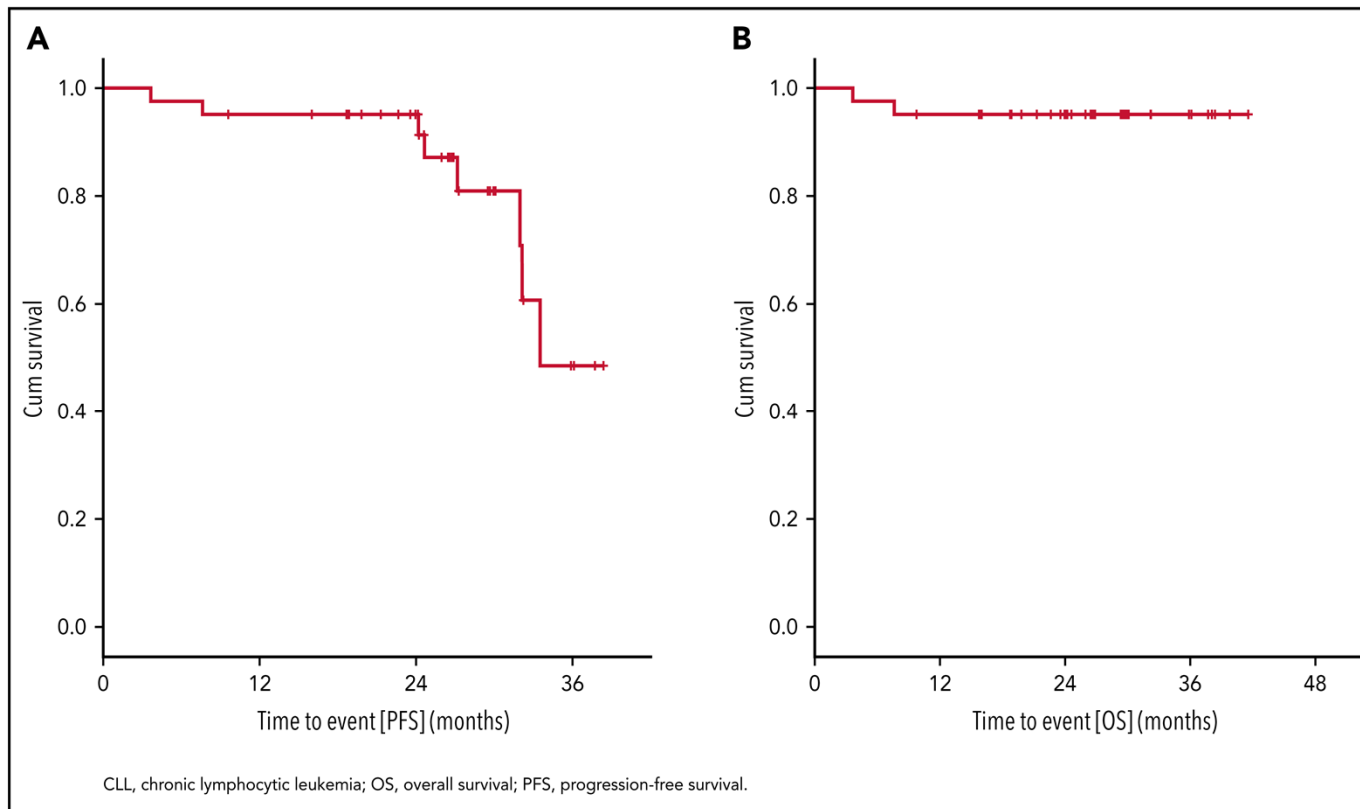 A
1.0
0.8
0.6
0.4
0.2
0.0
Cum survival
0 12 24 36
Time to event [PFS] (months)
B
1.0
0.8
0.6
0.4
0.2
0.0
Cum survival
0 12 24 36 48
Time to event [OS] (months)
CLL, chronic lymphocytic leukemia; OS, overall survival; PFS, progression-free survival.